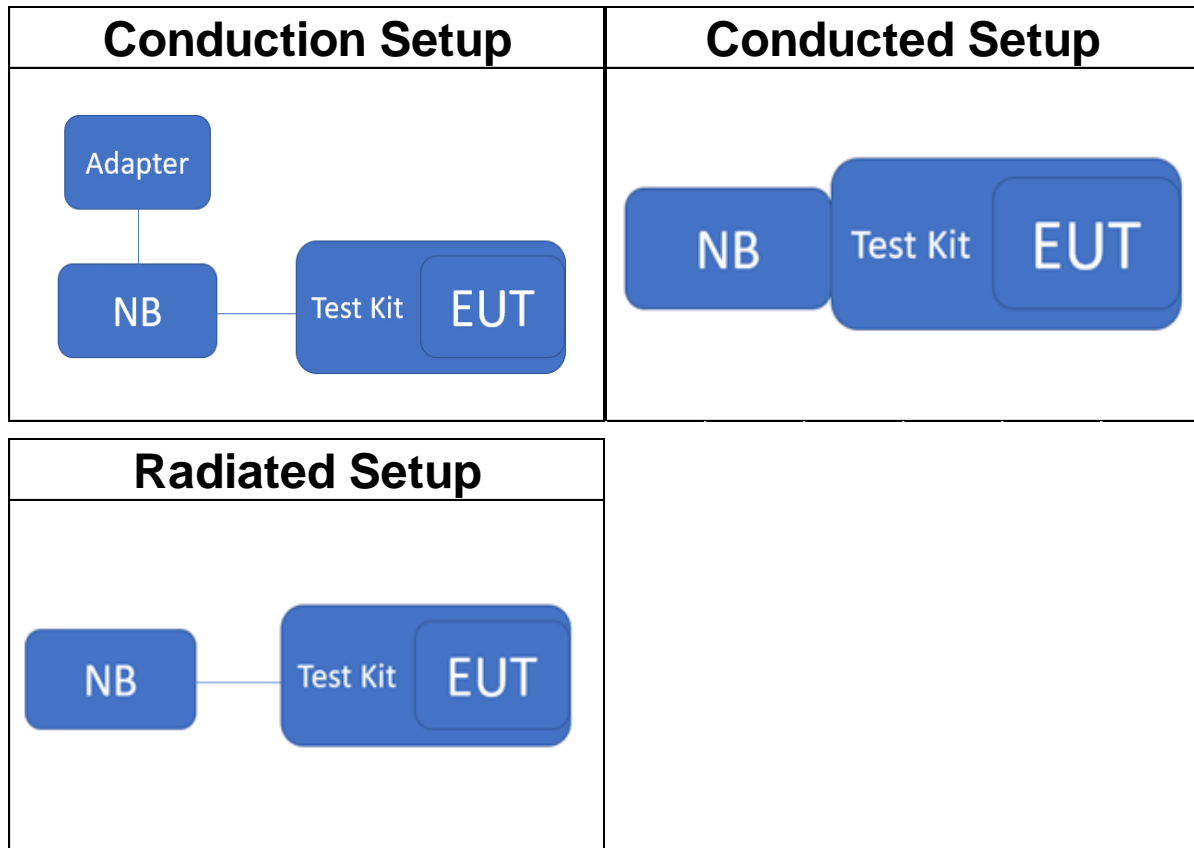 Conduction Setup
Conducted Setup
Adapter
NB
Test Kit
EUT
NB
Test Kit
EUT
Radiated Setup
NB
Test Kit
EUT